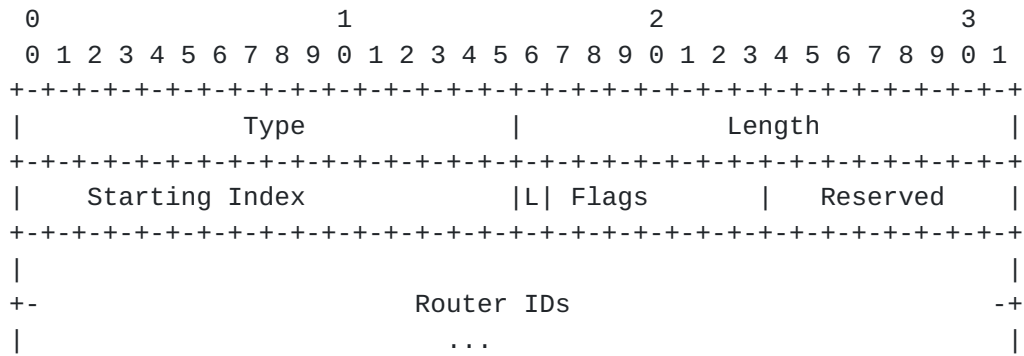 0                   1                   2                   3
 0 1 2 3 4 5 6 7 8 9 0 1 2 3 4 5 6 7 8 9 0 1 2 3 4 5 6 7 8 9 0 1
+-+-+-+-+-+-+-+-+-+-+-+-+-+-+-+-+-+-+-+-+-+-+-+-+-+-+-+-+-+-+-+-+
|              Type             |             Length            |
+-+-+-+-+-+-+-+-+-+-+-+-+-+-+-+-+-+-+-+-+-+-+-+-+-+-+-+-+-+-+-+-+
|    Starting Index             |L| Flags       |   Reserved    |
+-+-+-+-+-+-+-+-+-+-+-+-+-+-+-+-+-+-+-+-+-+-+-+-+-+-+-+-+-+-+-+-+
|                                                               |
+-                        Router IDs                           -+
|                           ...                                 |